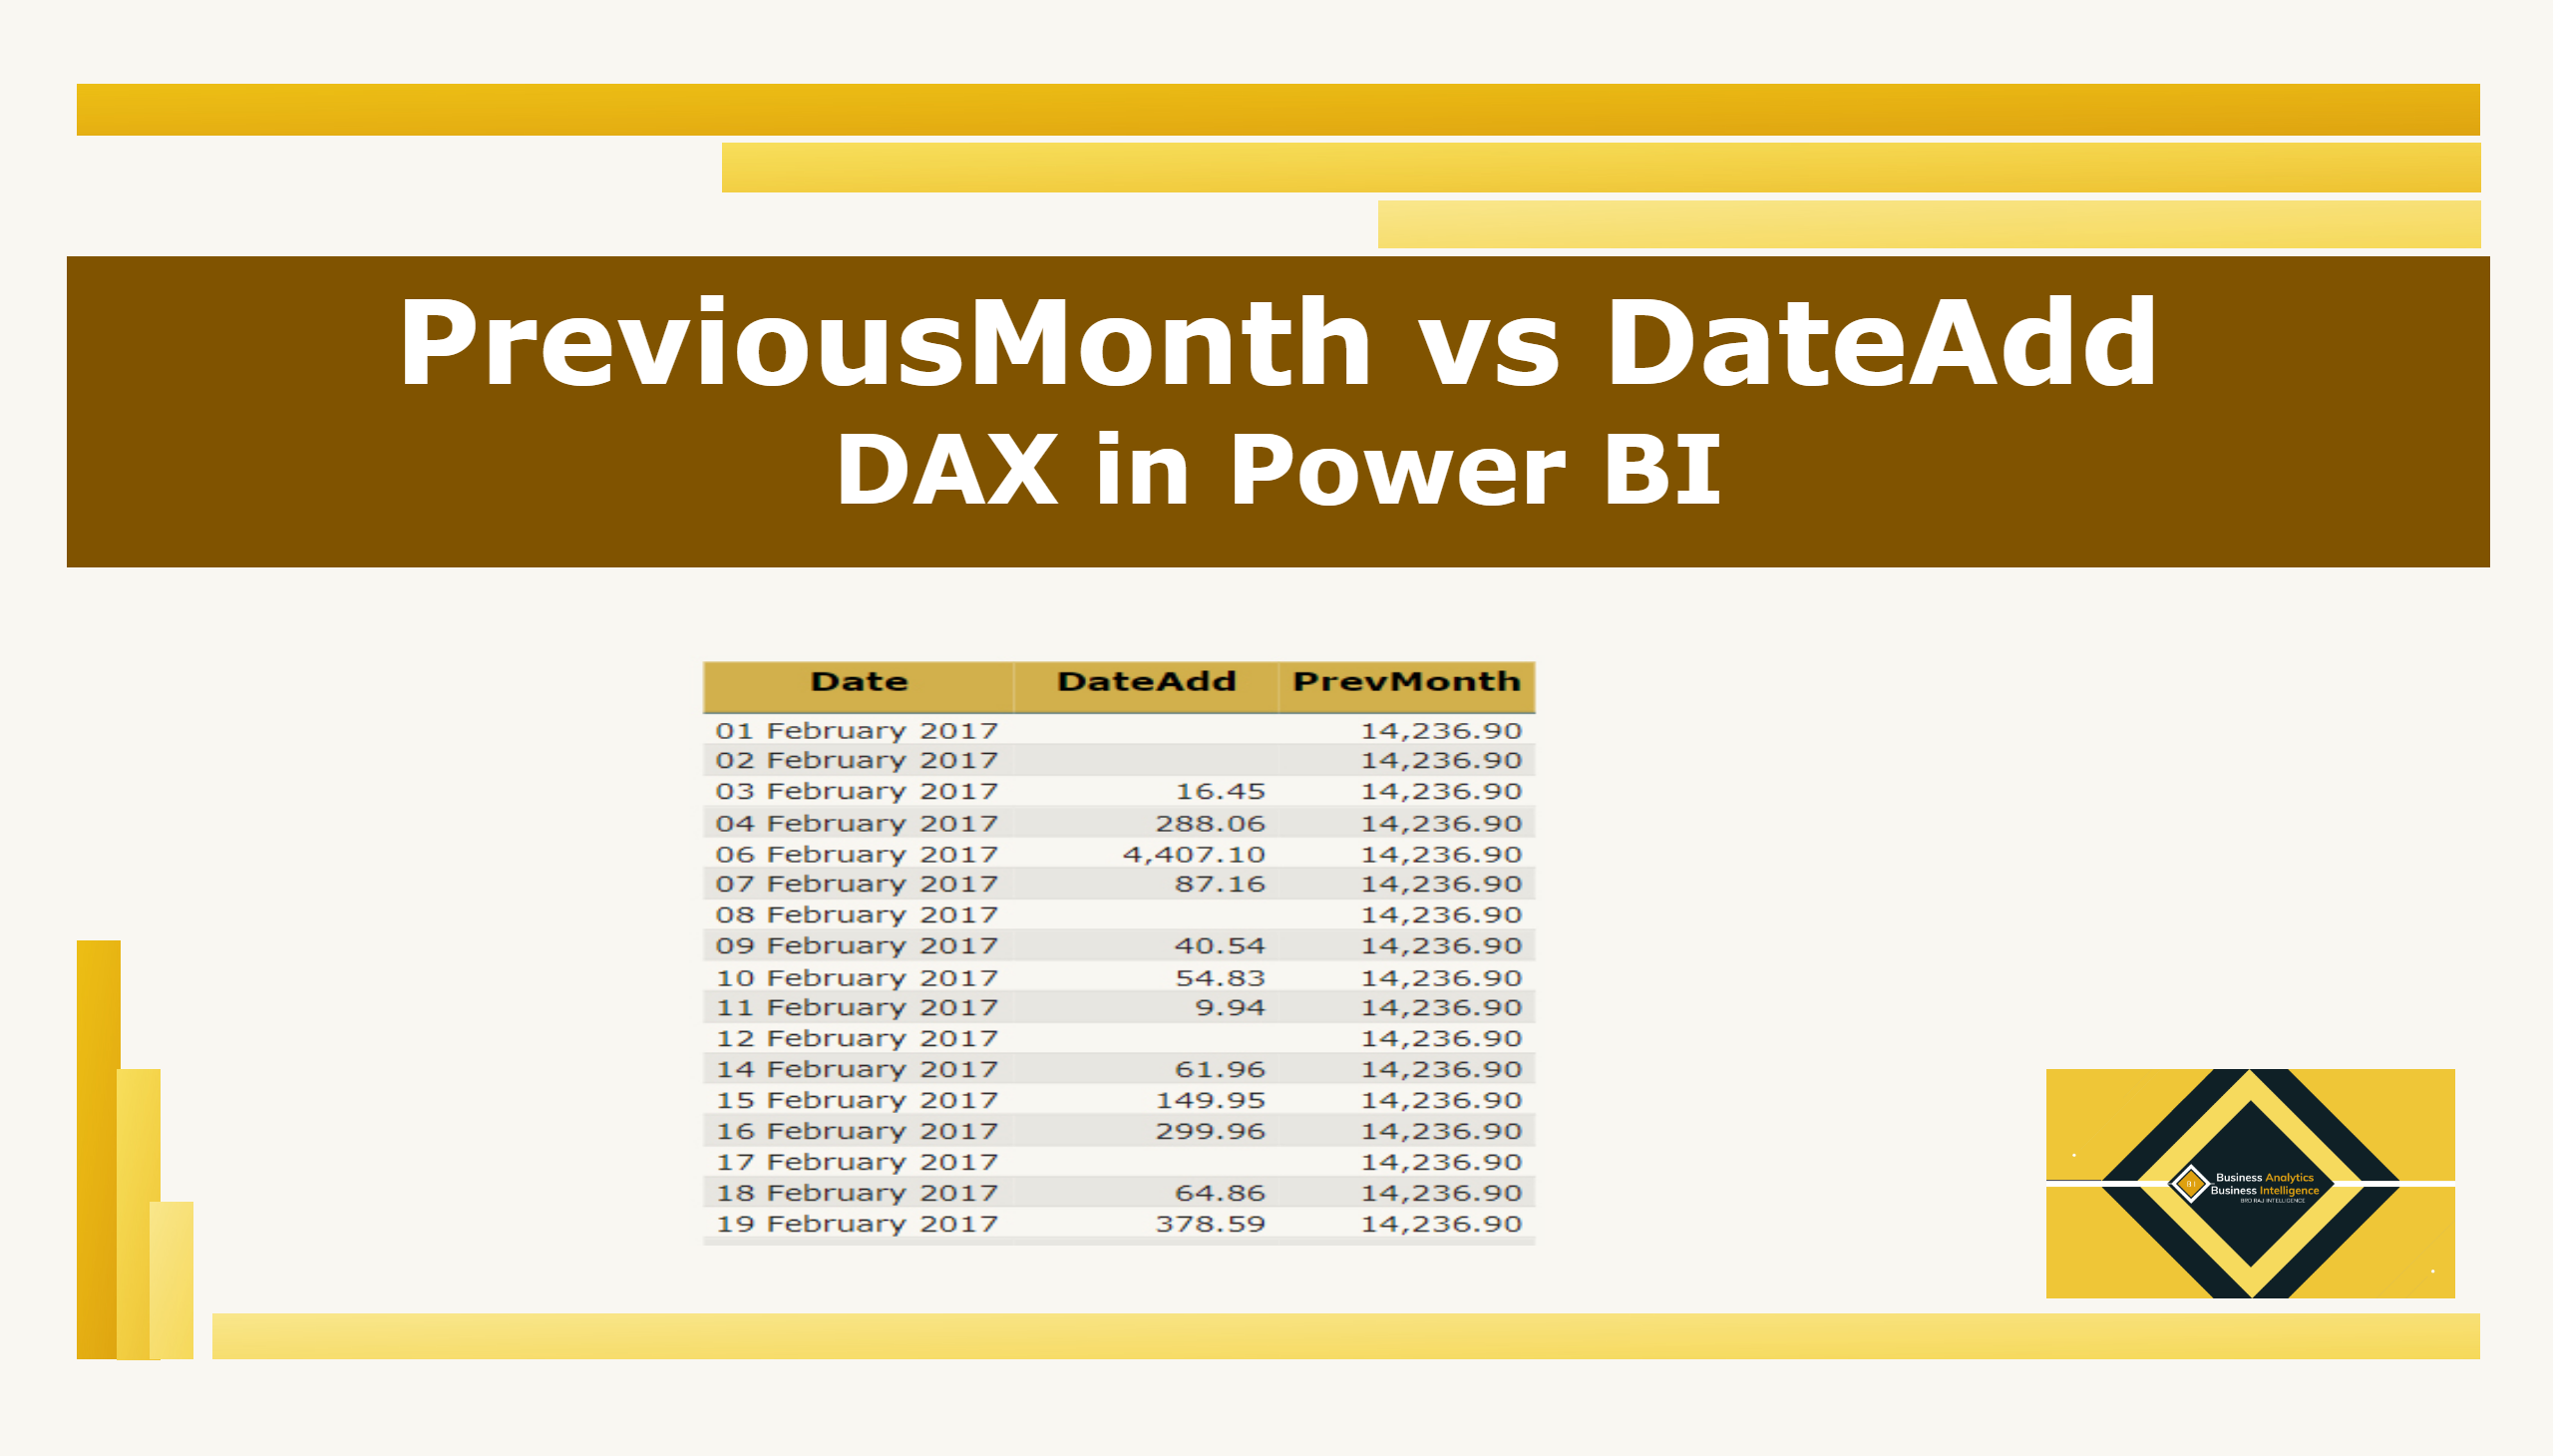 PreviousMonth vs DateAdd
DAX in Power BI
Date DateAdd PrevMonth
01 February 2017 14,236.90
02 February 2017 14,236.90
03 February 2017 16.45 14,236.90
04 February 2017 288.06 14,236.90
06 February 2017 4,407.10 14,236.90
07 February 2017 87.16 14,236.90
08 February 2017 14,236.90
09 February 2017 40.54 14,236.90
10 February 2017 54.83 14,236.90
11 February 2017 9.94 14,236.90
12 February 2017 14,236.90
14 February 2017 61.96 14,236.90
15 February 2017 149.95 14,236.90
16 February 2017 299.96 14,236.90
17 February 2017 14,236.90
18 February 2017 64.86 14,236.90
19 February 2017 378.59 14,236.90
Business Analytics
Business Intelligence
BRO RAJ INTELLIGENCE